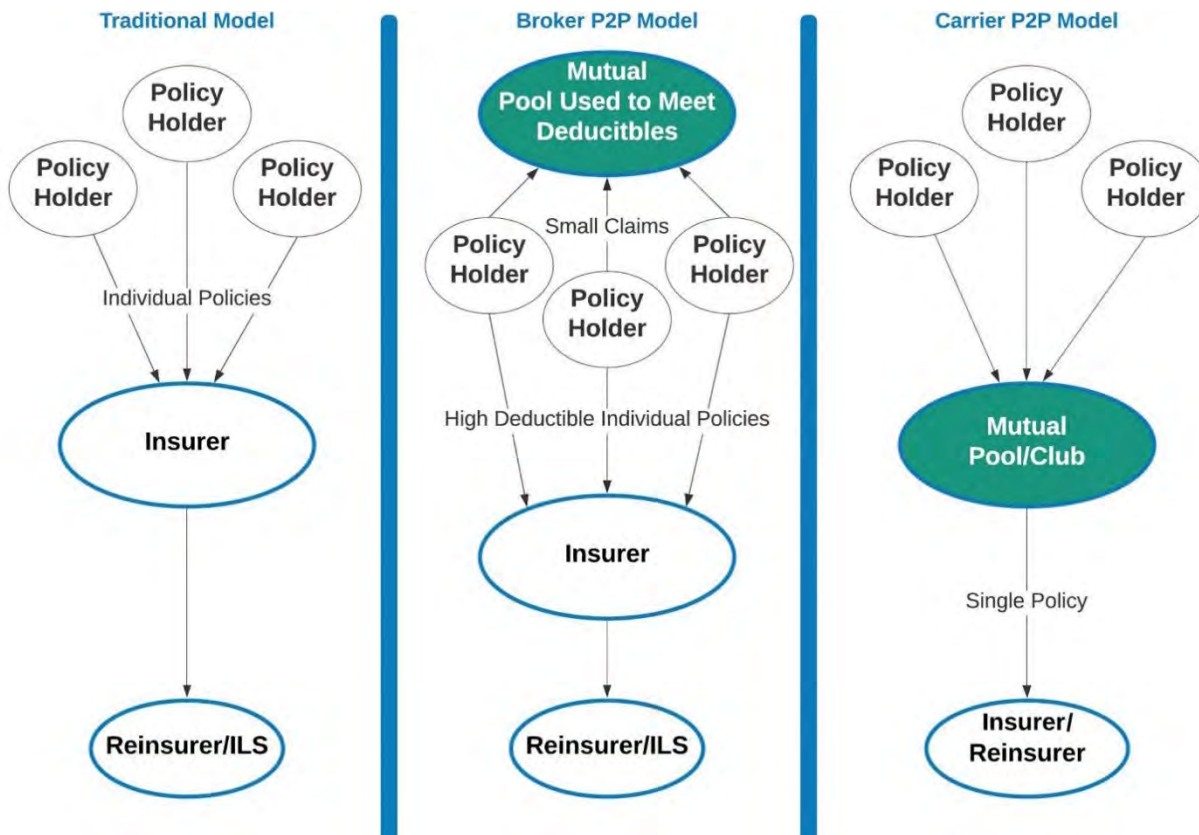 Traditional Model
Policy
Holder
Policy
Holder
Policy
Holder
Individual Policies
Insurer
Reinsurer/ILS
Broker P2P Model
Mutual
Pool Used to Meet
Deducitbles
Small Claims
Policy
Holder
Policy
Holder
Policy
Holder
High Deductible Individual Policies
Insurer
Reinsurer/ILS
Carrier P2P Model
Policy
Holder
Policy
Holder
Policy
Holder
Mutual
Pool/Club
Single Policy
Insurer/
Reinsurer